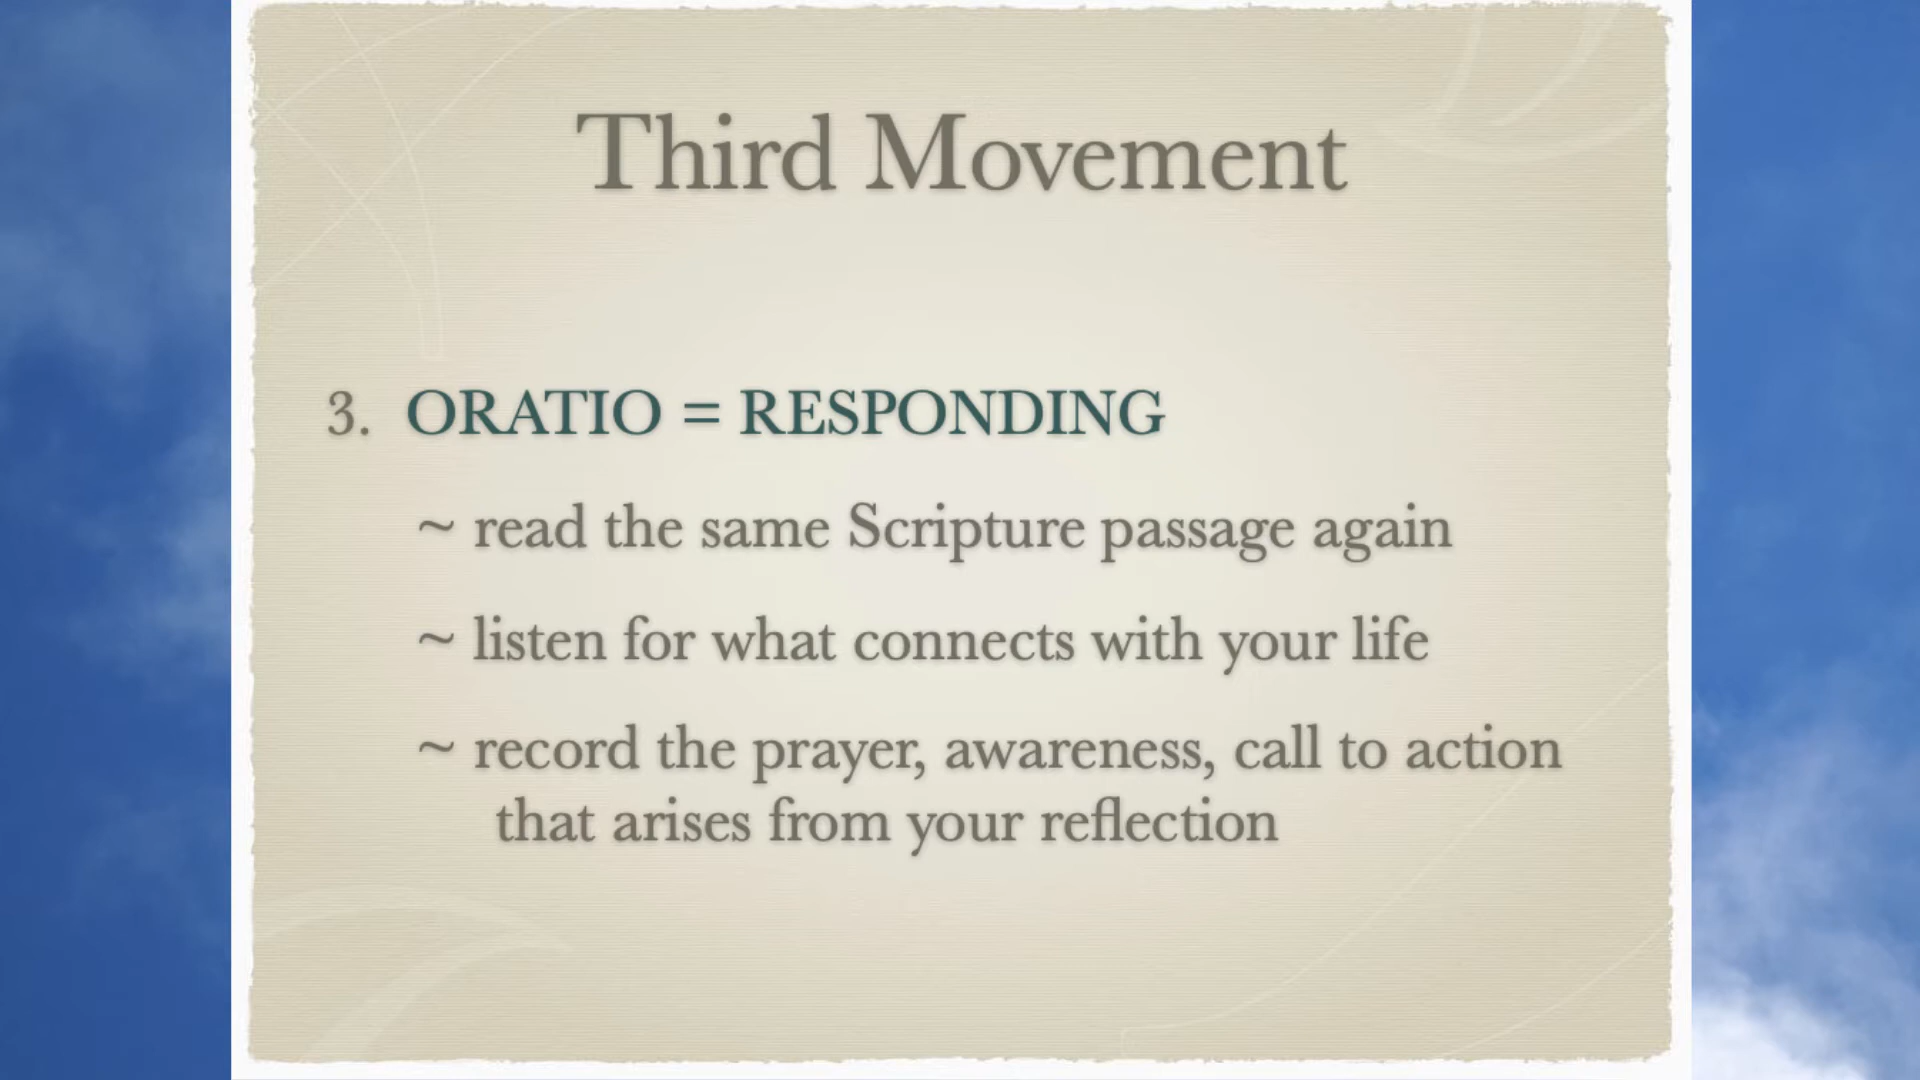 Third Movement
3. ORATIO = RESPONDING
~ read the same Scripture passage again
~ listen for what connects with your life
~ record the prayer, awareness, call to action
that arises from your reflection